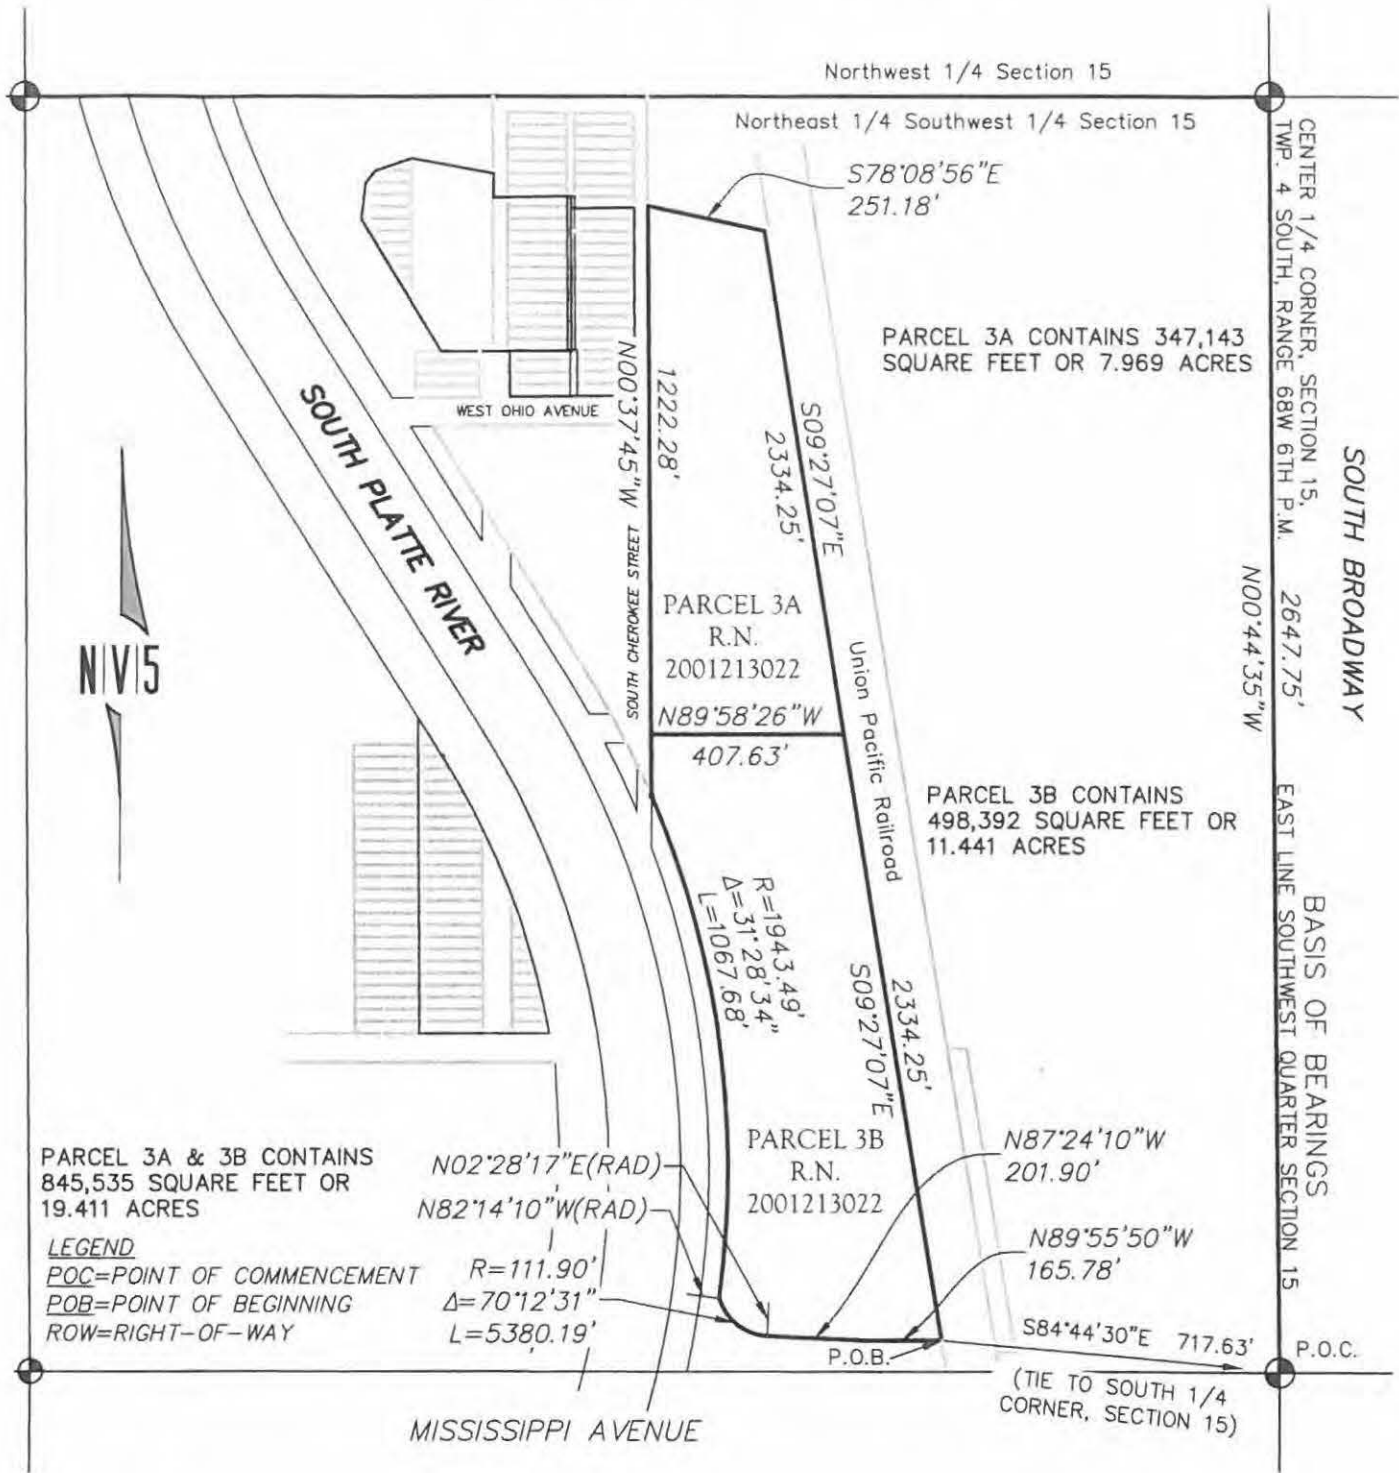 Northwest 1/4 Section 15
Northeast 1/4 Southwest 1/4 Section 15
S78°08'56"E
251.18'
CENTER 1/4 CORNER, SECTION 15,
TWP. 4 SOUTH, RANGE 68W 6TH P.M.
PARCEL 3A CONTAINS 347,143
SQUARE FEET OR 7.969 ACRES
SOUTH BROADWAY
WEST OHIO AVENUE
SOUTH PLATTE RIVER
N00°37'45"W
1222.28'
SOUTH CHEROKEE STREET
S09°27'07"E
2334.25'
PARCEL 3A
R.N.
2001213022
Union Pacific Railroad
2647.75'
N00°44'35"W
N|V|5
N89°58'26"W
407.63'
PARCEL 3B CONTAINS
498,392 SQUARE FEET OR
11.441 ACRES
EAST LINE SOUTHWEST QUARTER SECTION 15
BASIS OF BEARINGS
R=1943.49'
Δ=31°28'34"
L=1067.68'
2334.25'
S09°27'07"E
PARCEL 3B
R.N.
2001213022
N87°24'10"W
201.90'
N89°55'50"W
165.78'
PARCEL 3A & 3B CONTAINS
845,535 SQUARE FEET OR
19.411 ACRES
N02°28'17"E(RAD)
N82°14'10"W(RAD)
LEGEND
POC=POINT OF COMMENCEMENT
POB=POINT OF BEGINNING
ROW=RIGHT-OF-WAY
R=111.90'
Δ=70°12'31"
L=5380.19'
P.O.B.
S84°44'30"E 717.63'
P.O.C.
(TIE TO SOUTH 1/4
CORNER, SECTION 15)
MISSISSIPPI AVENUE